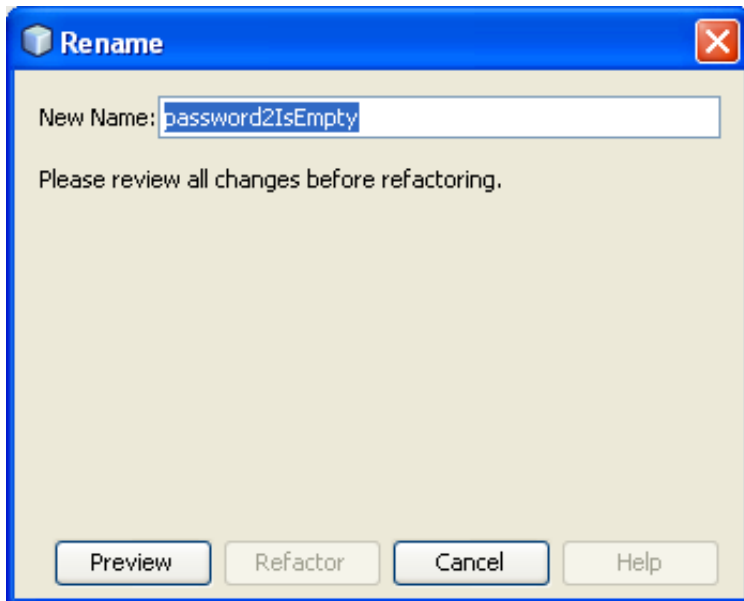 Rename
New Name: password2IsEmpty
Please review all changes before refactoring.
Preview Refactor Cancel Help